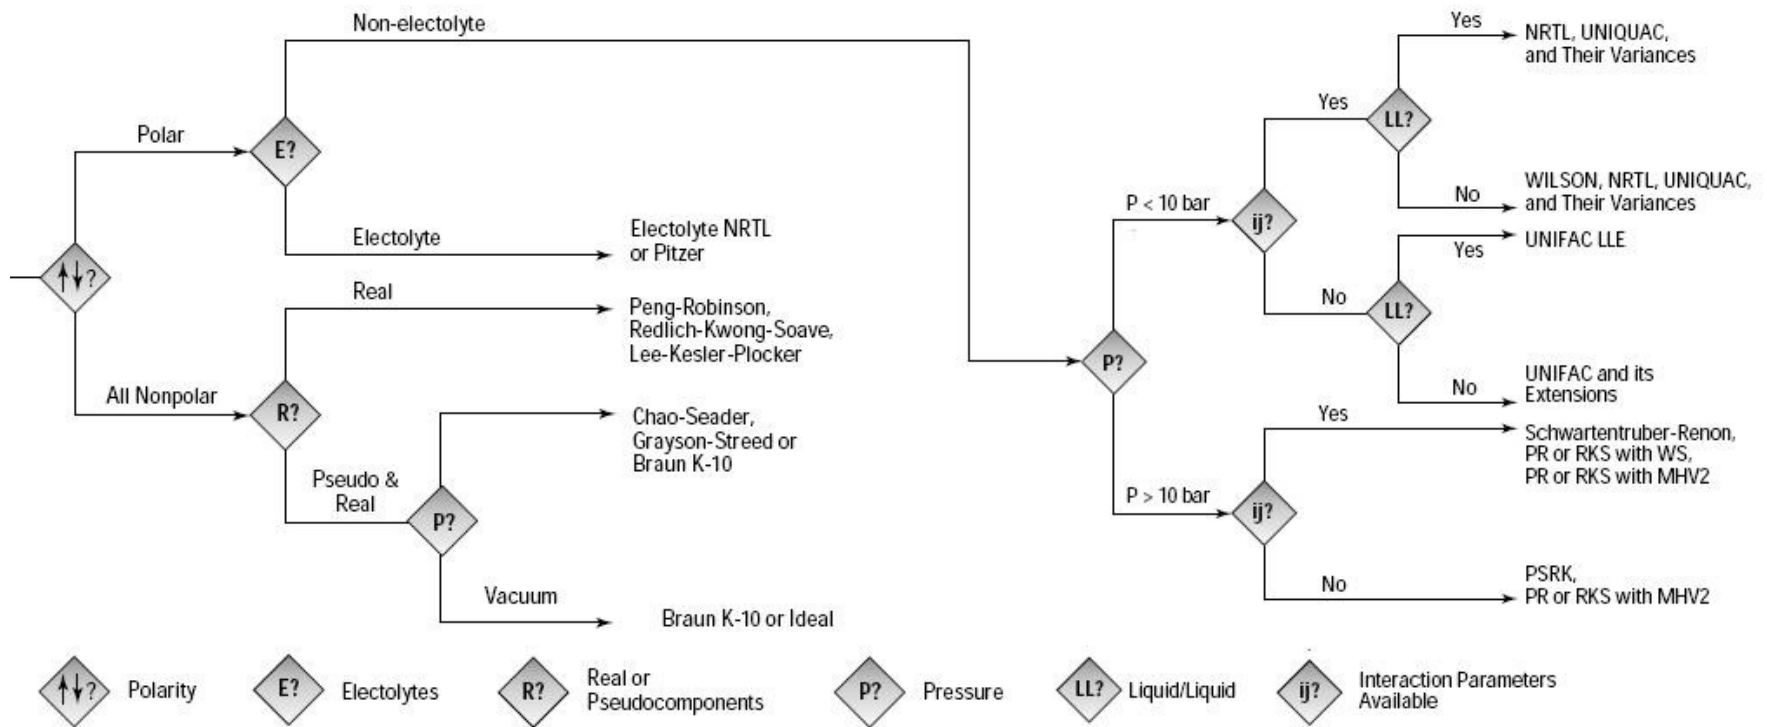 Non-electolyte
Polar
E?
Electolyte
Electolyte NRTL
or Pitzer
?
Real
Peng-Robinson,
Redlich-Kwong-Soave,
Lee-Kesler-Plocker
All Nonpolar
R?
Chao-Seader,
Grayson-Streed or
Braun K-10
Pseudo &
Real
P?
Vacuum
Braun K-10 or Ideal
P?
P < 10 bar
ij?
Yes
LL?
Yes
NRTL, UNIQUAC,
and Their Variances
No
WILSON, NRTL, UNIQUAC,
and Their Variances
No
LL?
Yes
UNIFAC LLE
No
UNIFAC and its
Extensions
P > 10 bar
ij?
Yes
Schwartentruber-Renon,
PR or RKS with WS,
PR or RKS with MHV2
No
PSRK,
PR or RKS with MHV2
? Polarity
E? Electolytes
R? Real or
Pseudocomponents
P? Pressure
LL? Liquid/Liquid
ij? Interaction Parameters
Available